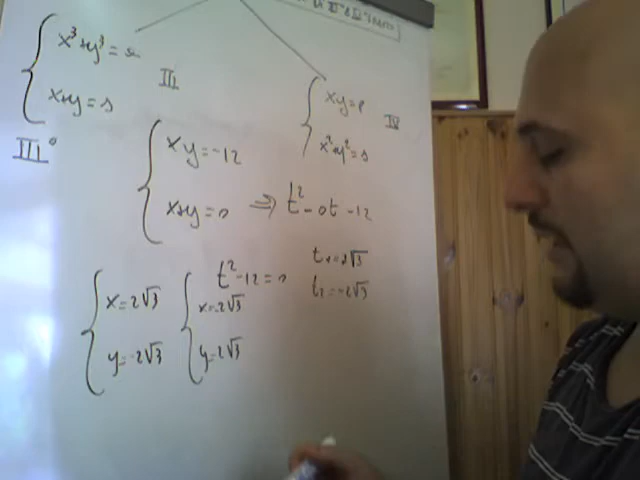 x³+y³=
x+y=s
III
xy=p
x²+y²=s
IV
III°
xy=-12
x+y=0 ⇒ t²-0t-12
t²-12=0
t₁=2√3
t₂=-2√3
x=2√3
y=-2√3
x=-2√3
y=2√3